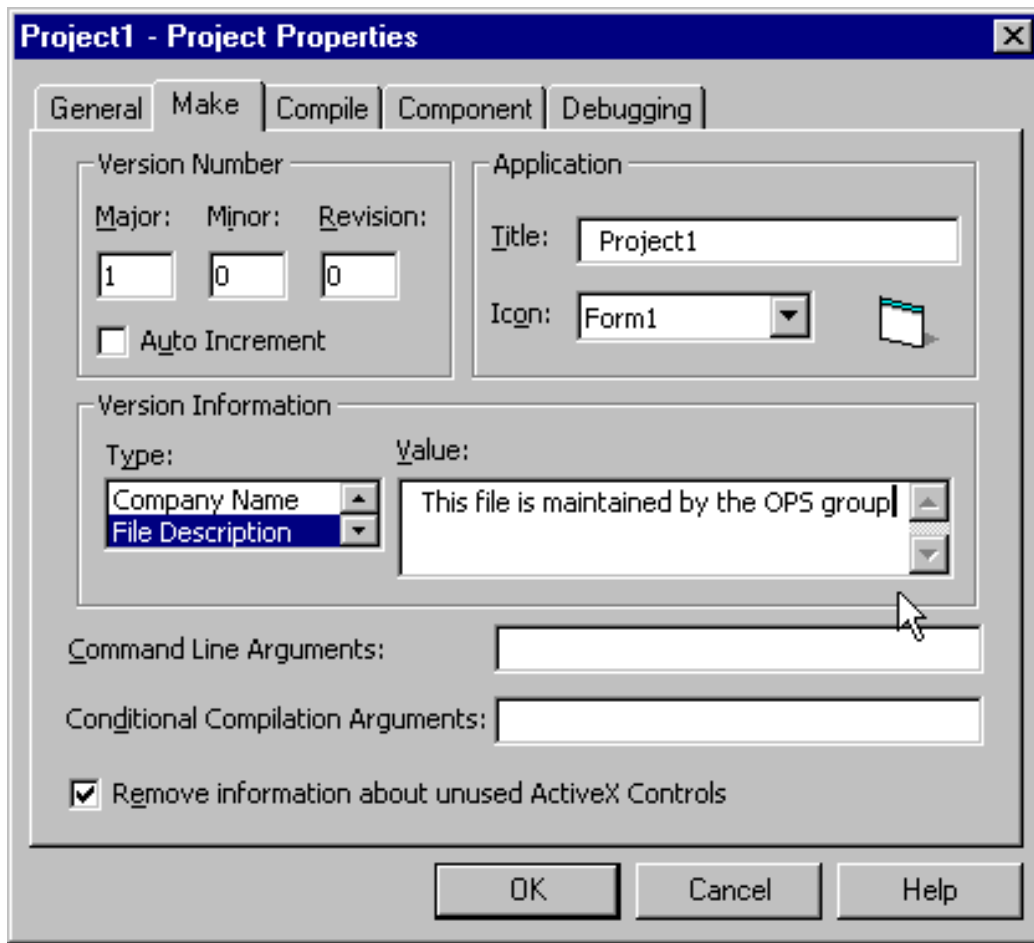 Project1 - Project Properties
General Make Compile Component Debugging
Version Number
Major: Minor: Revision:
1 0 0
Auto Increment
Application
Title: Project1
Icon: Form1
Version Information
Type:
Company Name
File Description
Value:
This file is maintained by the OPS group
Command Line Arguments:
Conditional Compilation Arguments:
Remove information about unused ActiveX Controls
OK Cancel Help